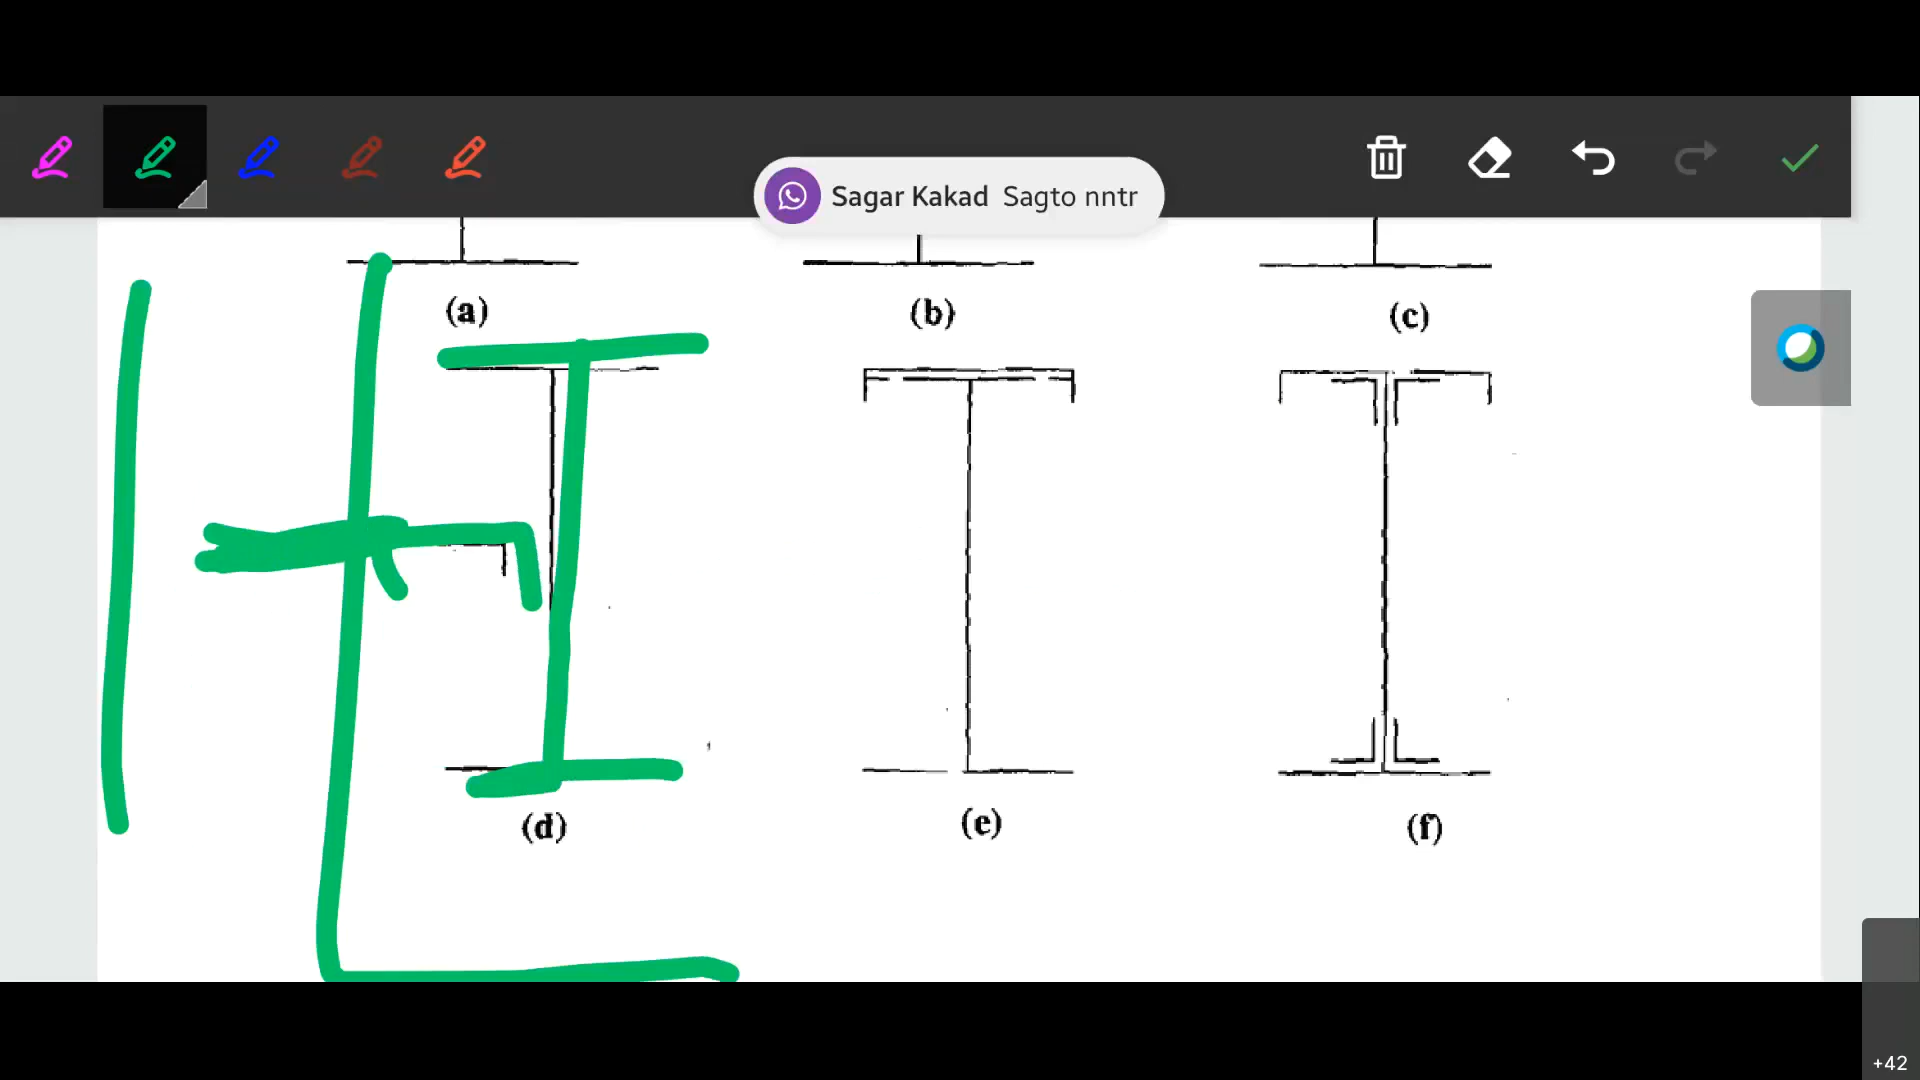 Sagar Kakad Sagto nntr
(a) (b) (c)
(d) (e) (f)
+42